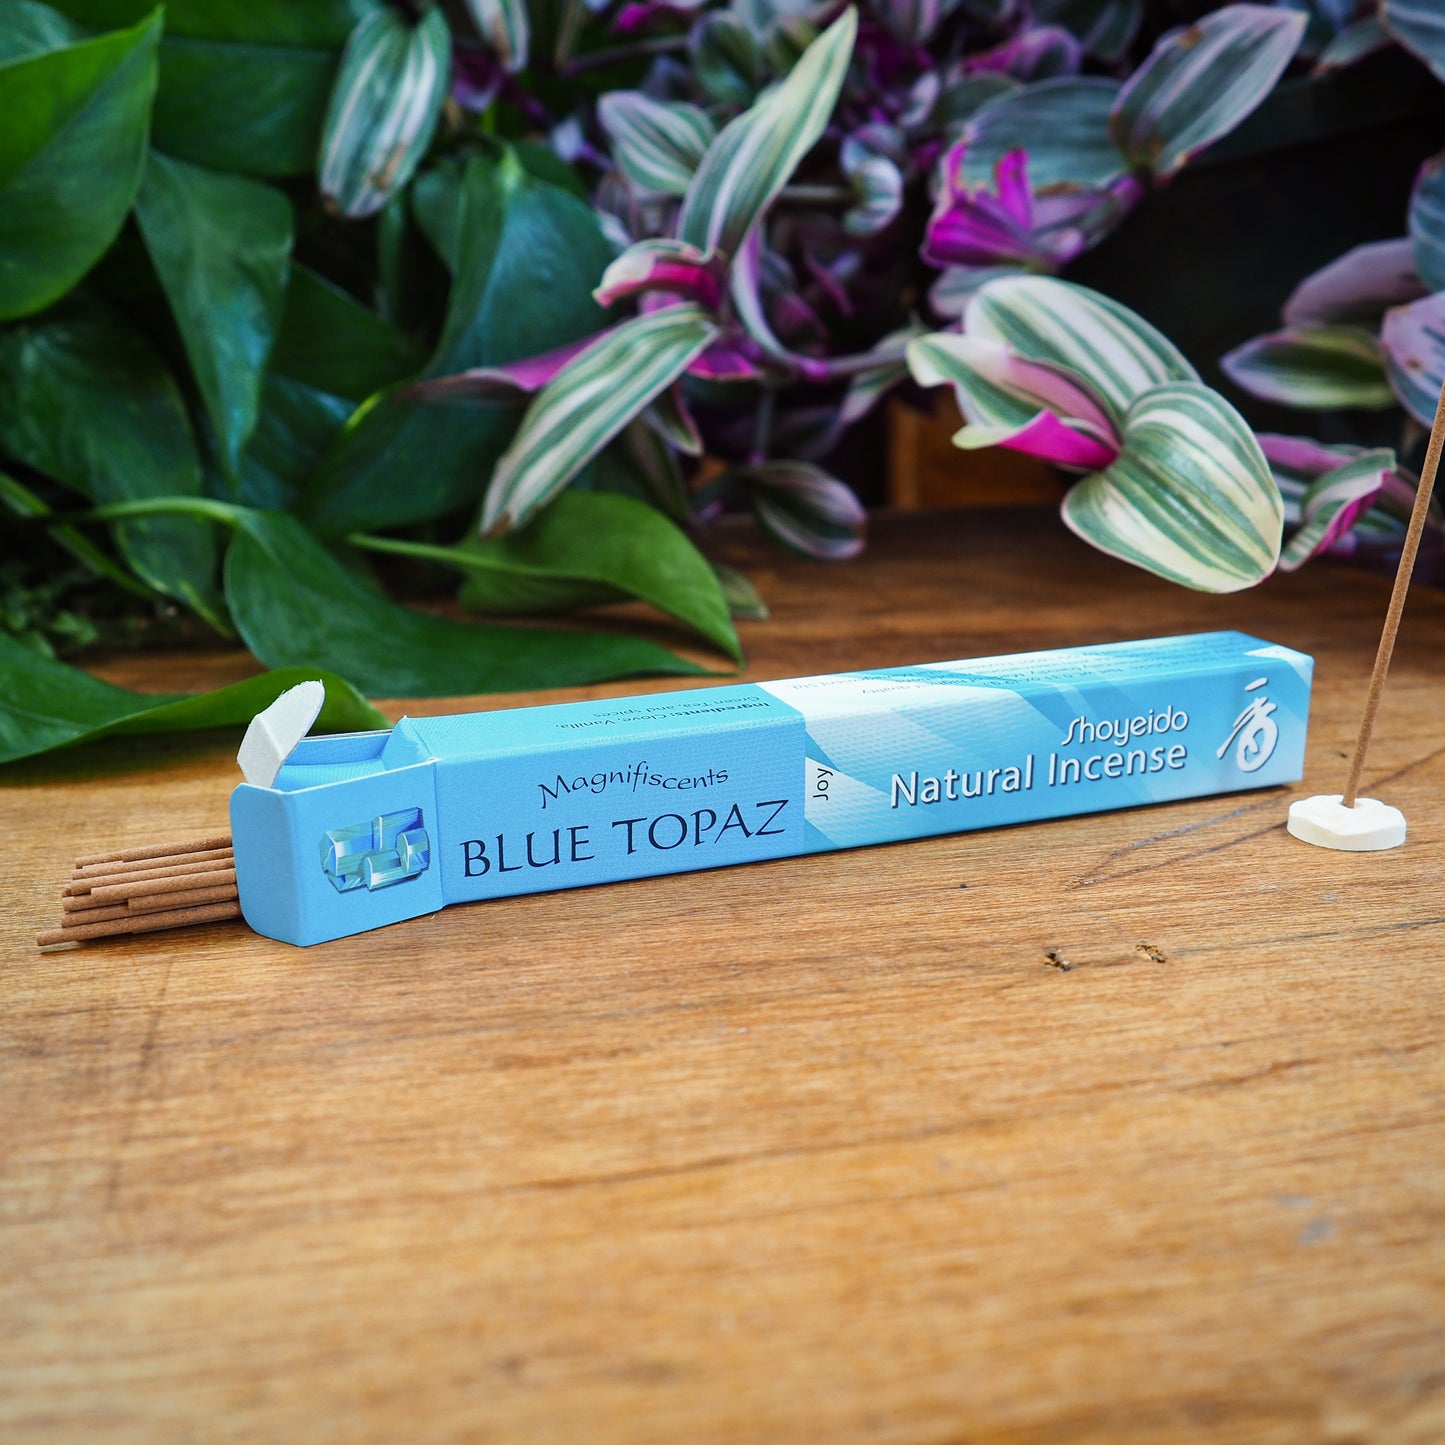 Ingredients: Clove, Vanilla,
Green Tea, and spices
Magnifiscents
BLUE TOPAZ
Joy
Shoyeido
Natural Incense
香